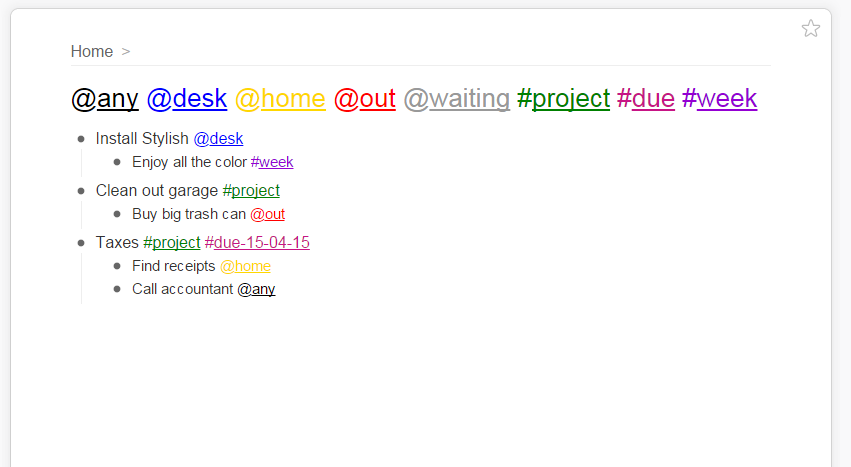 Home >
@any @desk @home @out @waiting #project #due #week
Install Stylish @desk
Enjoy all the color #week
Clean out garage #project
Buy big trash can @out
Taxes #project #due-15-04-15
Find receipts @home
Call accountant @any